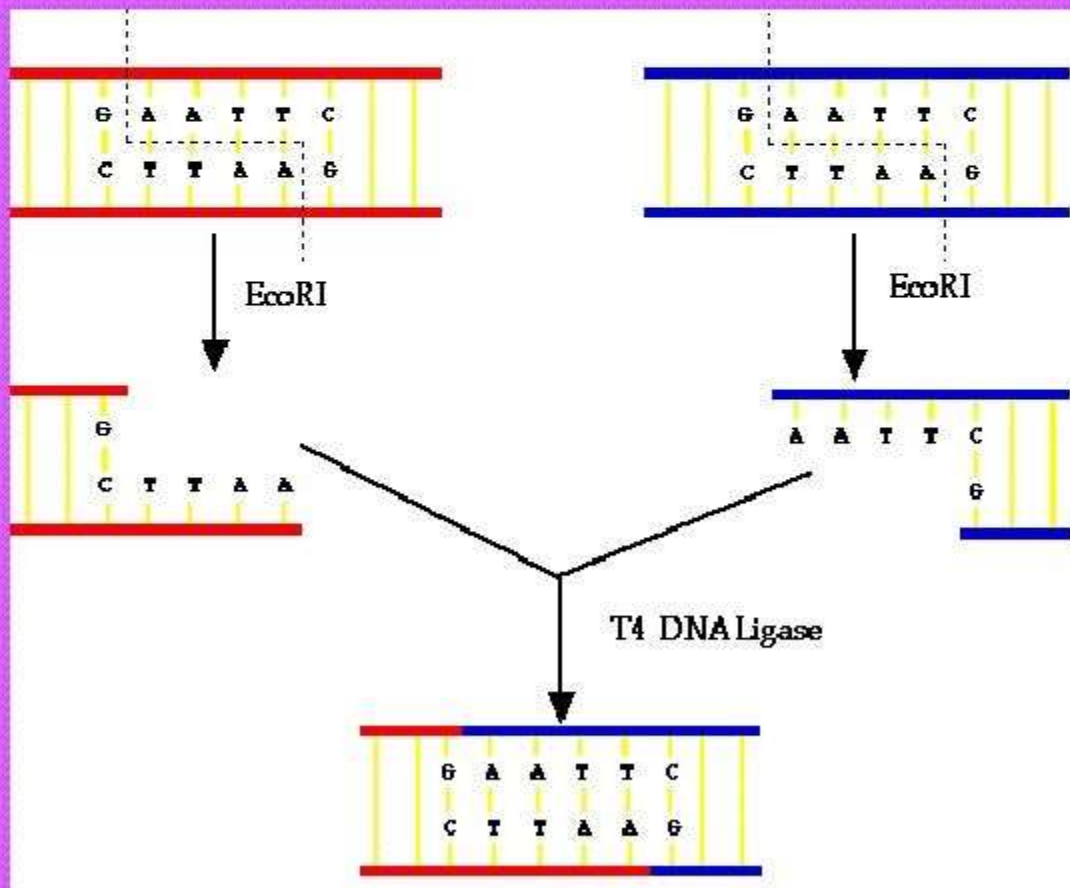 G A A T T C
C T T A A G
G A A T T C
C T T A A G
EcoRI
EcoRI
G
C T T A A
A A T T C
G
T4 DNA Ligase
G A A T T C
C T T A A G